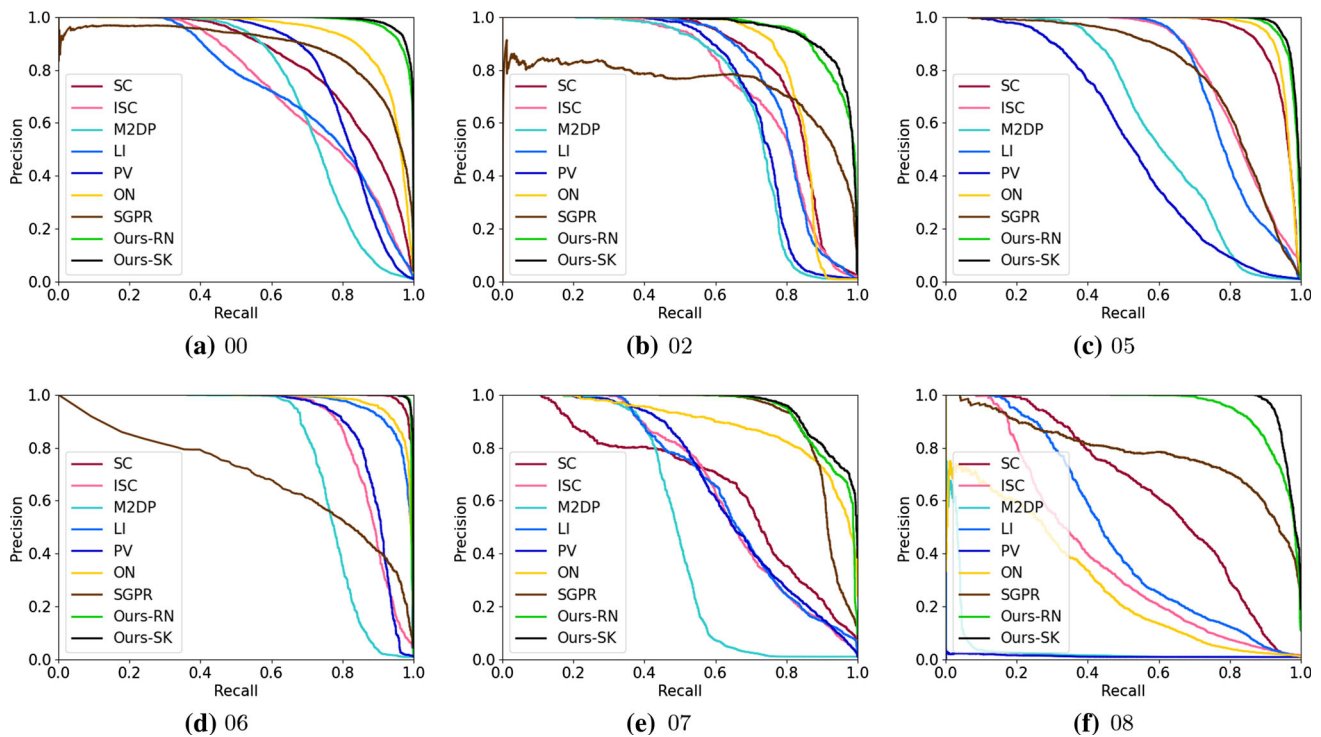 1.0
0.8
0.6
0.4
0.2
0.0
Precision
SC
ISC
M2DP
LI
PV
ON
SGPR
Ours-RN
Ours-SK
0.0 0.2 0.4 0.6 0.8 1.0
Recall
(a) 00
1.0
0.8
0.6
0.4
0.2
0.0
Precision
SC
ISC
M2DP
LI
PV
ON
SGPR
Ours-RN
Ours-SK
0.0 0.2 0.4 0.6 0.8 1.0
Recall
(b) 02
1.0
0.8
0.6
0.4
0.2
0.0
Precision
SC
ISC
M2DP
LI
PV
ON
SGPR
Ours-RN
Ours-SK
0.0 0.2 0.4 0.6 0.8 1.0
Recall
(c) 05
1.0
0.8
0.6
0.4
0.2
0.0
Precision
SC
ISC
M2DP
LI
PV
ON
SGPR
Ours-RN
Ours-SK
0.0 0.2 0.4 0.6 0.8 1.0
Recall
(d) 06
1.0
0.8
0.6
0.4
0.2
0.0
Precision
SC
ISC
M2DP
LI
PV
ON
SGPR
Ours-RN
Ours-SK
0.0 0.2 0.4 0.6 0.8 1.0
Recall
(e) 07
1.0
0.8
0.6
0.4
0.2
0.0
Precision
SC
ISC
M2DP
LI
PV
ON
SGPR
Ours-RN
Ours-SK
0.0 0.2 0.4 0.6 0.8 1.0
Recall
(f) 08